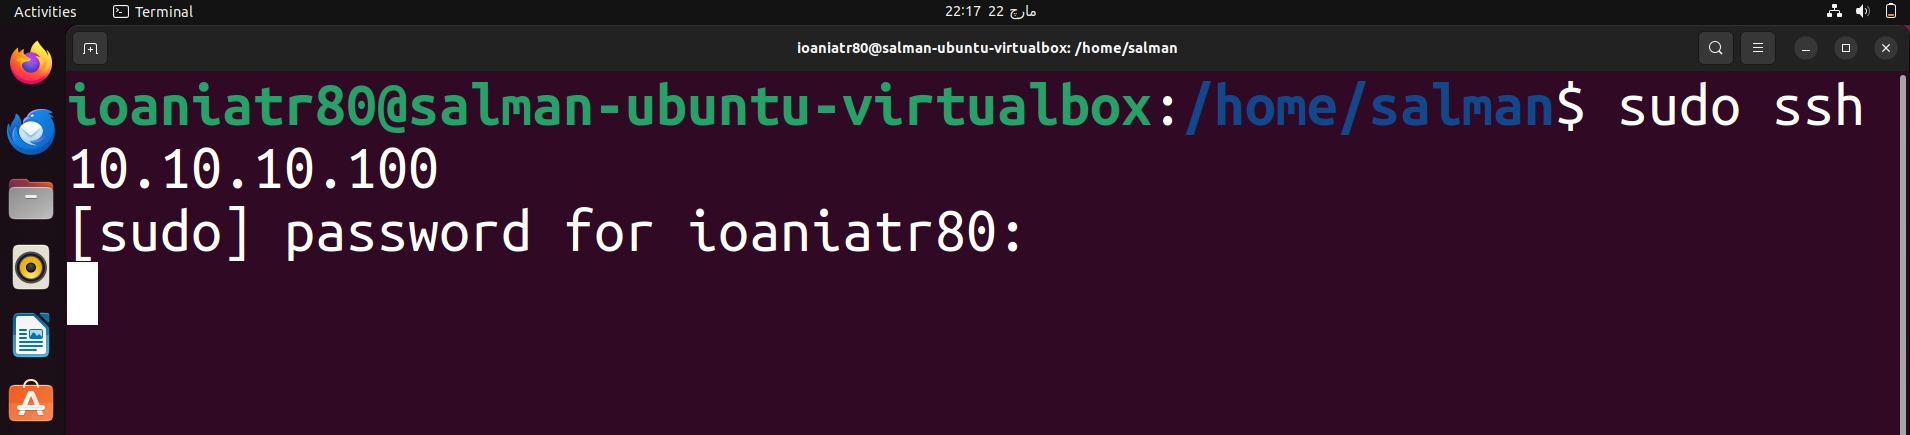 Activities Terminal 22:17 22 مارچ
ioaniatr80@salman-ubuntu-virtualbox: /home/salman
ioaniatr80@salman-ubuntu-virtualbox:/home/salman$ sudo ssh
10.10.10.100
[sudo] password for ioaniatr80: